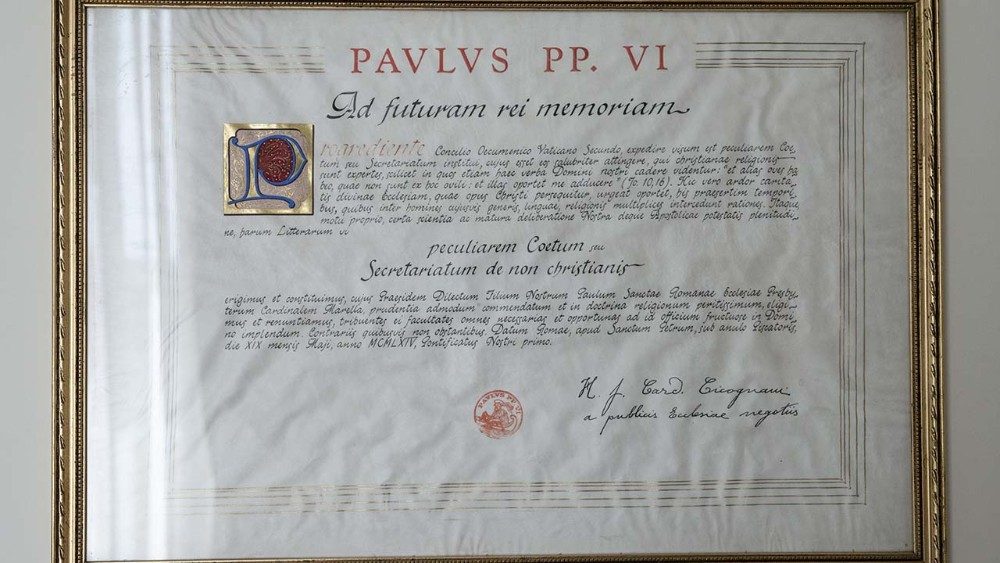 PAVLVS PP. VI
Ad futuram rei memoriam
Progrediente Concilio Oecumenico Vaticano Secundo, expedire visum est peculiarem Coe-
tum seu Secretariatum institui, cujus esset eos salubriter attingere, qui christianae religionis
sunt expertes, scilicet in quos etiam haec verba Domini nostri cadere videntur: "et alias oves ha-
beo, quae non sunt ex hoc ovili: et illas oportet me adducere" (Jo. 10,16). Hic vero ardor carita-
tis divinae Ecclesiam, quae opus Christi persequitur, urgeat oportet, his praesertim tempori-
bus, quibus inter homines cujusvis generis, linguae, religionis multiplices intercedunt rationes. Itaque
motu proprio, certa scientia ac matura deliberatione Nostra deque Apostolicae potestatis plenitudi-
ne, harum Litterarum vi
peculiarem Coetum seu
Secretariatum de non christianis
erigimus et constituimus, cujus Praesidem Dilectum Filium Nostrum Paulum Sanctae Romanae Ecclesiae Presby-
terum Cardinalem Marella, prudentia admodum commendatum et in doctrina religionum peritissimum, eligi-
mus et renuntiamus, tribuentes ei facultates omnes necessarias et opportunas ad id officium fructuose in Domi-
no implendum. Contrariis quibusvis non obstantibus. Datum Romae, apud Sanctum Petrum, sub anulo Piscatoris,
die XIX mensis Maji, anno MCMLXIV, Pontificatus Nostri primo.
PAULUS PP. VI
H. J. Card. Cicognani
a publicis Ecclesiae negotiis